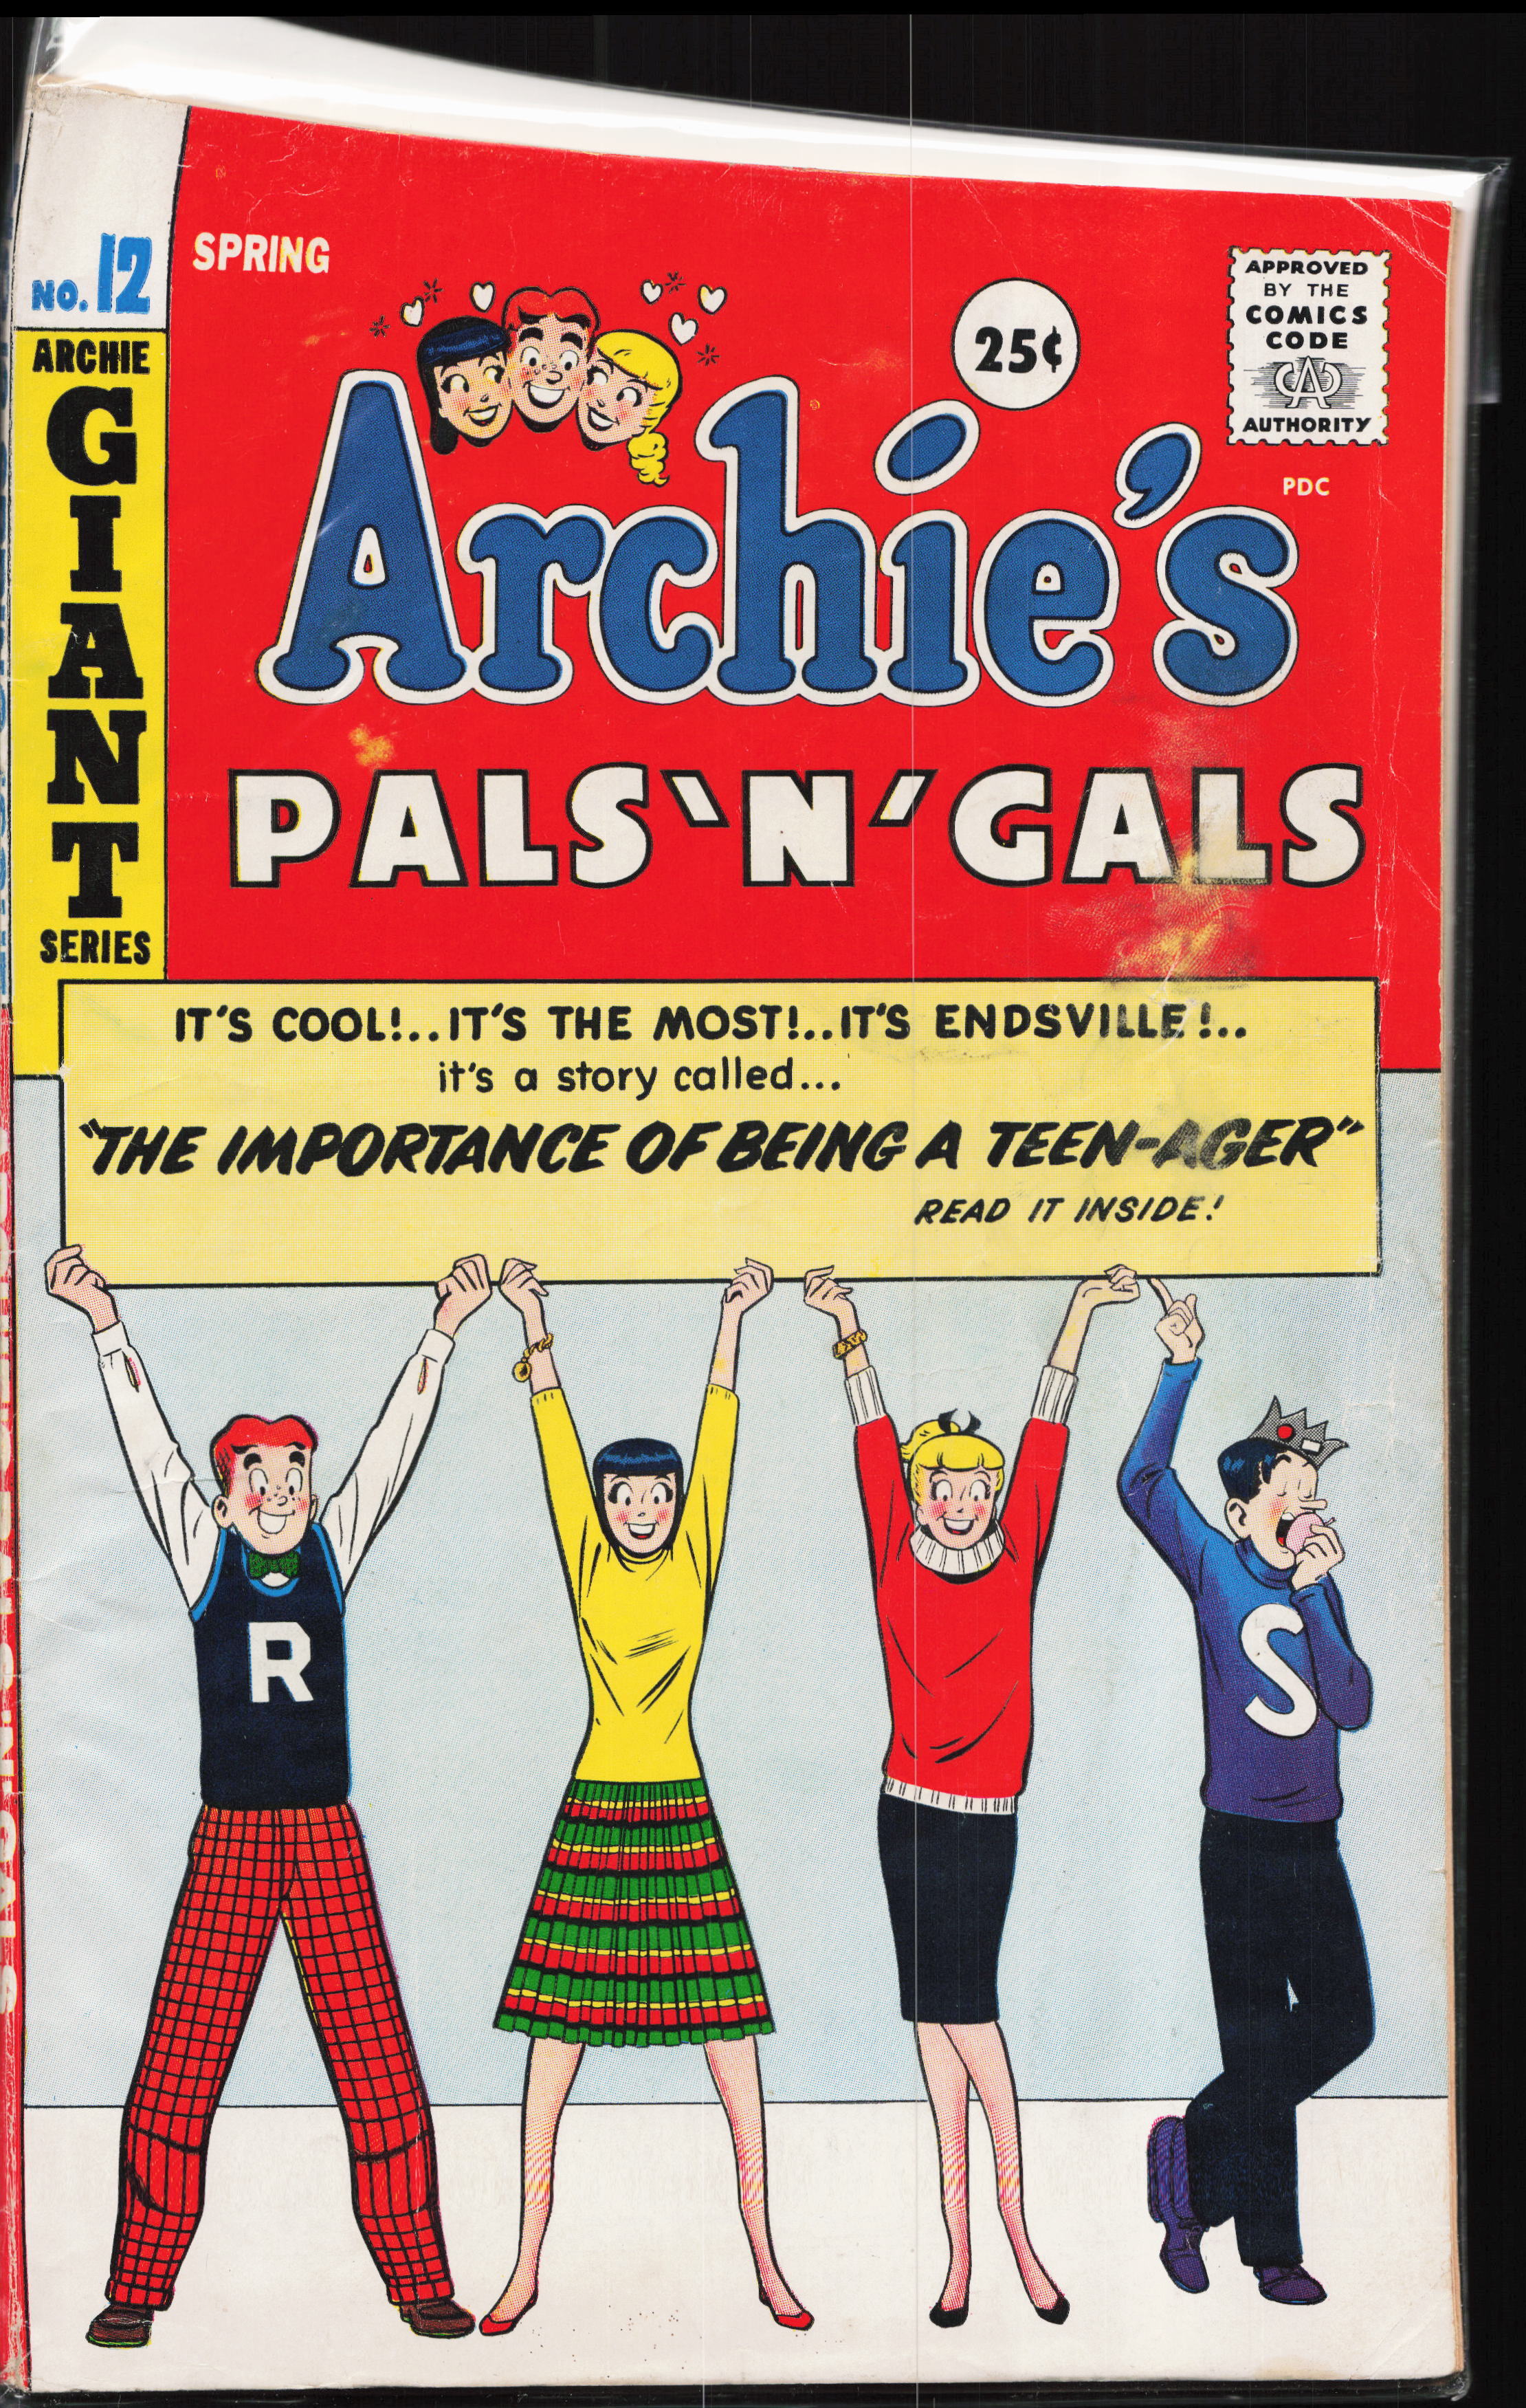 NO. 12
ARCHIE
GIANT
SERIES
SPRING
25¢
APPROVED
BY THE
COMICS
CODE
CA
AUTHORITY
PDC
Archie's
PALS 'N' GALS
IT'S COOL!..IT'S THE MOST!..IT'S ENDSVILLE!..
it's a story called...
"THE IMPORTANCE OF BEING A TEEN-AGER"
READ IT INSIDE!
R
S